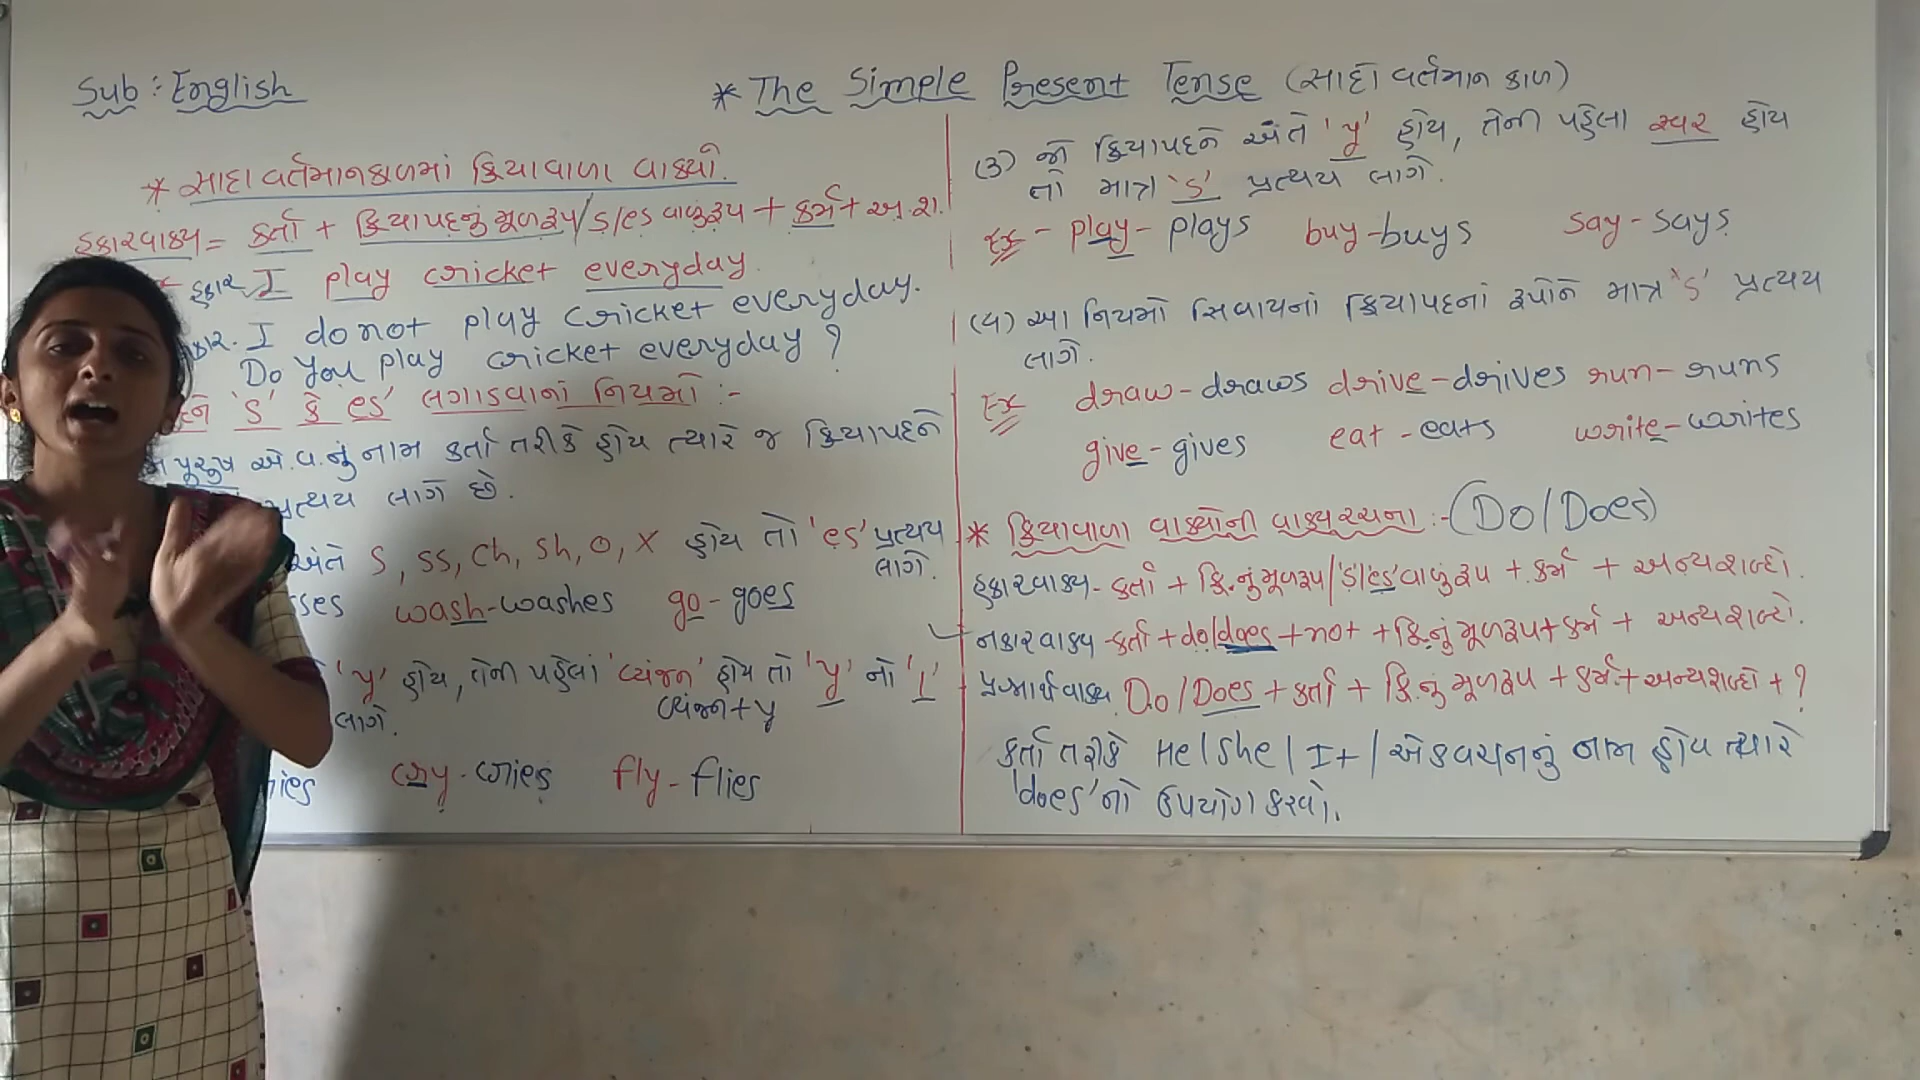 Sub : English
* The Simple Present Tense (સાદો વર્તમાન કાળ)
* સાદા વર્તમાનકાળમાં ક્રિયાવાળા વાક્યો.
હકારવાક્ય = કર્તા + ક્રિયાપદનું મૂળરૂપ/s/es વાળુંરૂપ + કર્મ + અ.શ.
હકાર I play cricket everyday.
કાર. I do not play cricket everyday.
Do You play cricket everyday ?
ને 's' કે es' લગાડવાનાં નિયમો :-
પુરુષ એ.વ.નું નામ કર્તા તરીકે હોય ત્યારે જ ક્રિયાપદને
પ્રત્યય લાગે છે.
અંતે s, ss, ch, sh, o, x હોય તો 'es' પ્રત્યય
લાગે.
sses wash-washes go-goes
'y' હોય, તેની પહેલાં 'વ્યંજન' હોય તો 'y' નો 'i'
લાગે. વ્યંજન+y
ries cry-cries fly-flies
(૩) જો ક્રિયાપદને અંતે 'y' હોય, તેની પહેલા સ્વર હોય
તો માત્ર 's' પ્રત્યય લાગે.
Ex - play - plays buy-buys say-says
(૪) આ નિયમો સિવાયનાં ક્રિયાપદનાં રૂપોને માત્ર 's' પ્રત્યય
લાગે.
Ex draw-draws drive-drives run-runs
give-gives eat-eats write-writes
* ક્રિયાવાળા વાક્યોની વાક્યરચના :- (Do/Does)
હકારવાક્ય - કર્તા + ક્રિ.નું મૂળરૂપ/'s'/es' વાળુંરૂપ + કર્મ + અન્યશબ્દો.
નકારવાક્ય - કર્તા + do/does + not + ક્રિ.નું મૂળરૂપ + કર્મ + અન્યશબ્દો.
પ્રશ્નાર્થવાક્ય Do/Does + કર્તા + ક્રિ.નું મૂળરૂપ + કર્મ + અન્યશબ્દો + ?
કર્તા તરીકે He/She/It/એકવચનનું નામ હોય ત્યારે
'does' નો ઉપયોગ કરવો.